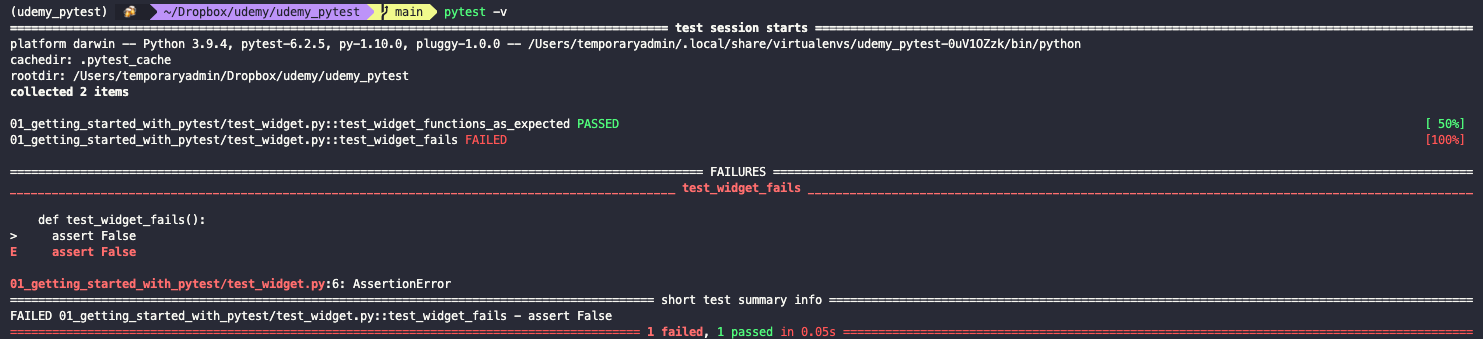 (udemy_pytest) ~/Dropbox/udemy/udemy_pytest main pytest -v
test session starts
platform darwin -- Python 3.9.4, pytest-6.2.5, py-1.10.0, pluggy-1.0.0 -- /Users/temporaryadmin/.local/share/virtualenvs/udemy_pytest-0uV1OZzk/bin/python
cachedir: .pytest_cache
rootdir: /Users/temporaryadmin/Dropbox/udemy/udemy_pytest
collected 2 items
01_getting_started_with_pytest/test_widget.py::test_widget_functions_as_expected PASSED [ 50%]
01_getting_started_with_pytest/test_widget.py::test_widget_fails FAILED [100%]
FAILURES
test_widget_fails
def test_widget_fails():
> assert False
E assert False
01_getting_started_with_pytest/test_widget.py:6: AssertionError
short test summary info
FAILED 01_getting_started_with_pytest/test_widget.py::test_widget_fails - assert False
1 failed, 1 passed in 0.05s